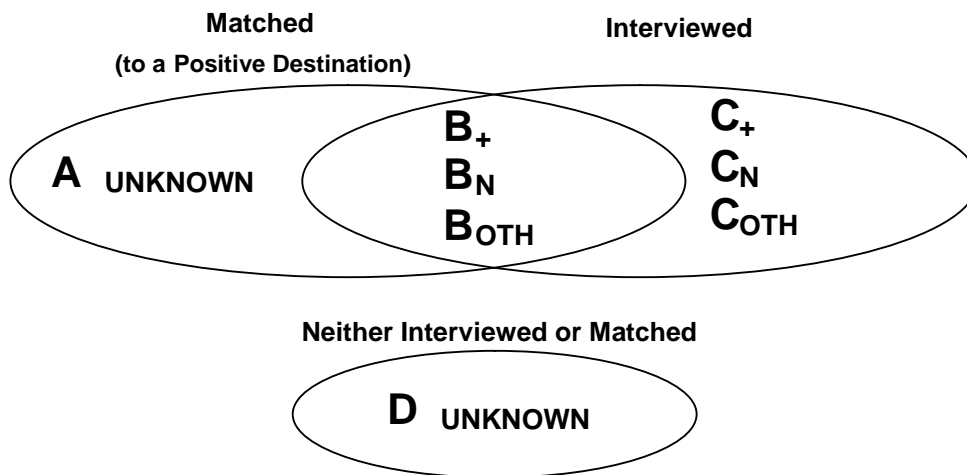 Matched
(to a Positive Destination)
Interviewed
A UNKNOWN
B+
BN
BOTH
C+
CN
COTH
Neither Interviewed or Matched
D UNKNOWN